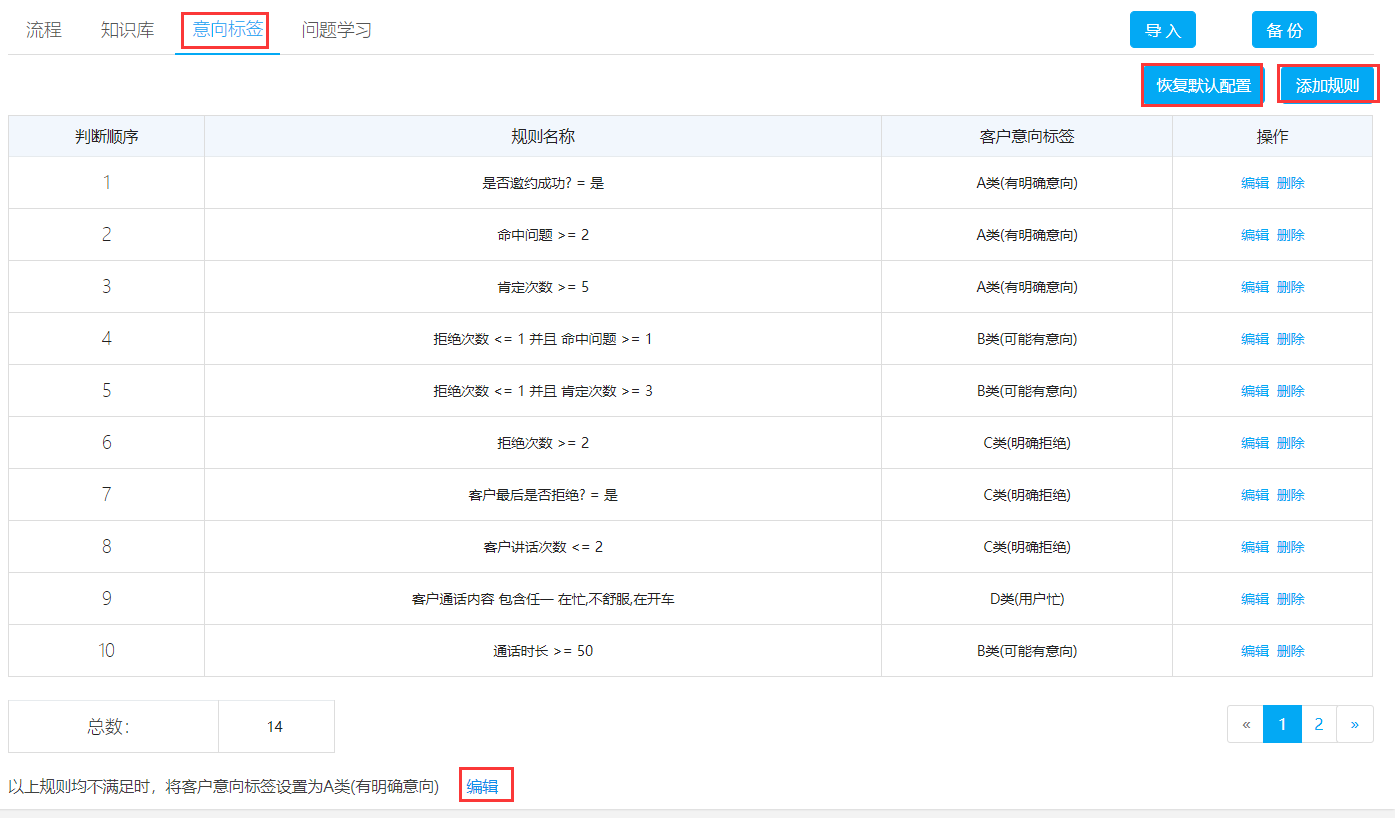 流程 知识库 意向标签 问题学习 导入 备份
恢复默认配置 添加规则
判断顺序 规则名称 客户意向标签 操作
1 是否邀约成功? = 是 A类(有明确意向) 编辑 删除
2 命中问题 >= 2 A类(有明确意向) 编辑 删除
3 肯定次数 >= 5 A类(有明确意向) 编辑 删除
4 拒绝次数 <= 1 并且 命中问题 >= 1 B类(可能有意向) 编辑 删除
5 拒绝次数 <= 1 并且 肯定次数 >= 3 B类(可能有意向) 编辑 删除
6 拒绝次数 >= 2 C类(明确拒绝) 编辑 删除
7 客户最后是否拒绝? = 是 C类(明确拒绝) 编辑 删除
8 客户讲话次数 <= 2 C类(明确拒绝) 编辑 删除
9 客户通话内容 包含任一 在忙,不舒服,在开车 D类(用户忙) 编辑 删除
10 通话时长 >= 50 B类(可能有意向) 编辑 删除
总数: 14 « 1 2 »
以上规则均不满足时，将客户意向标签设置为A类(有明确意向) 编辑